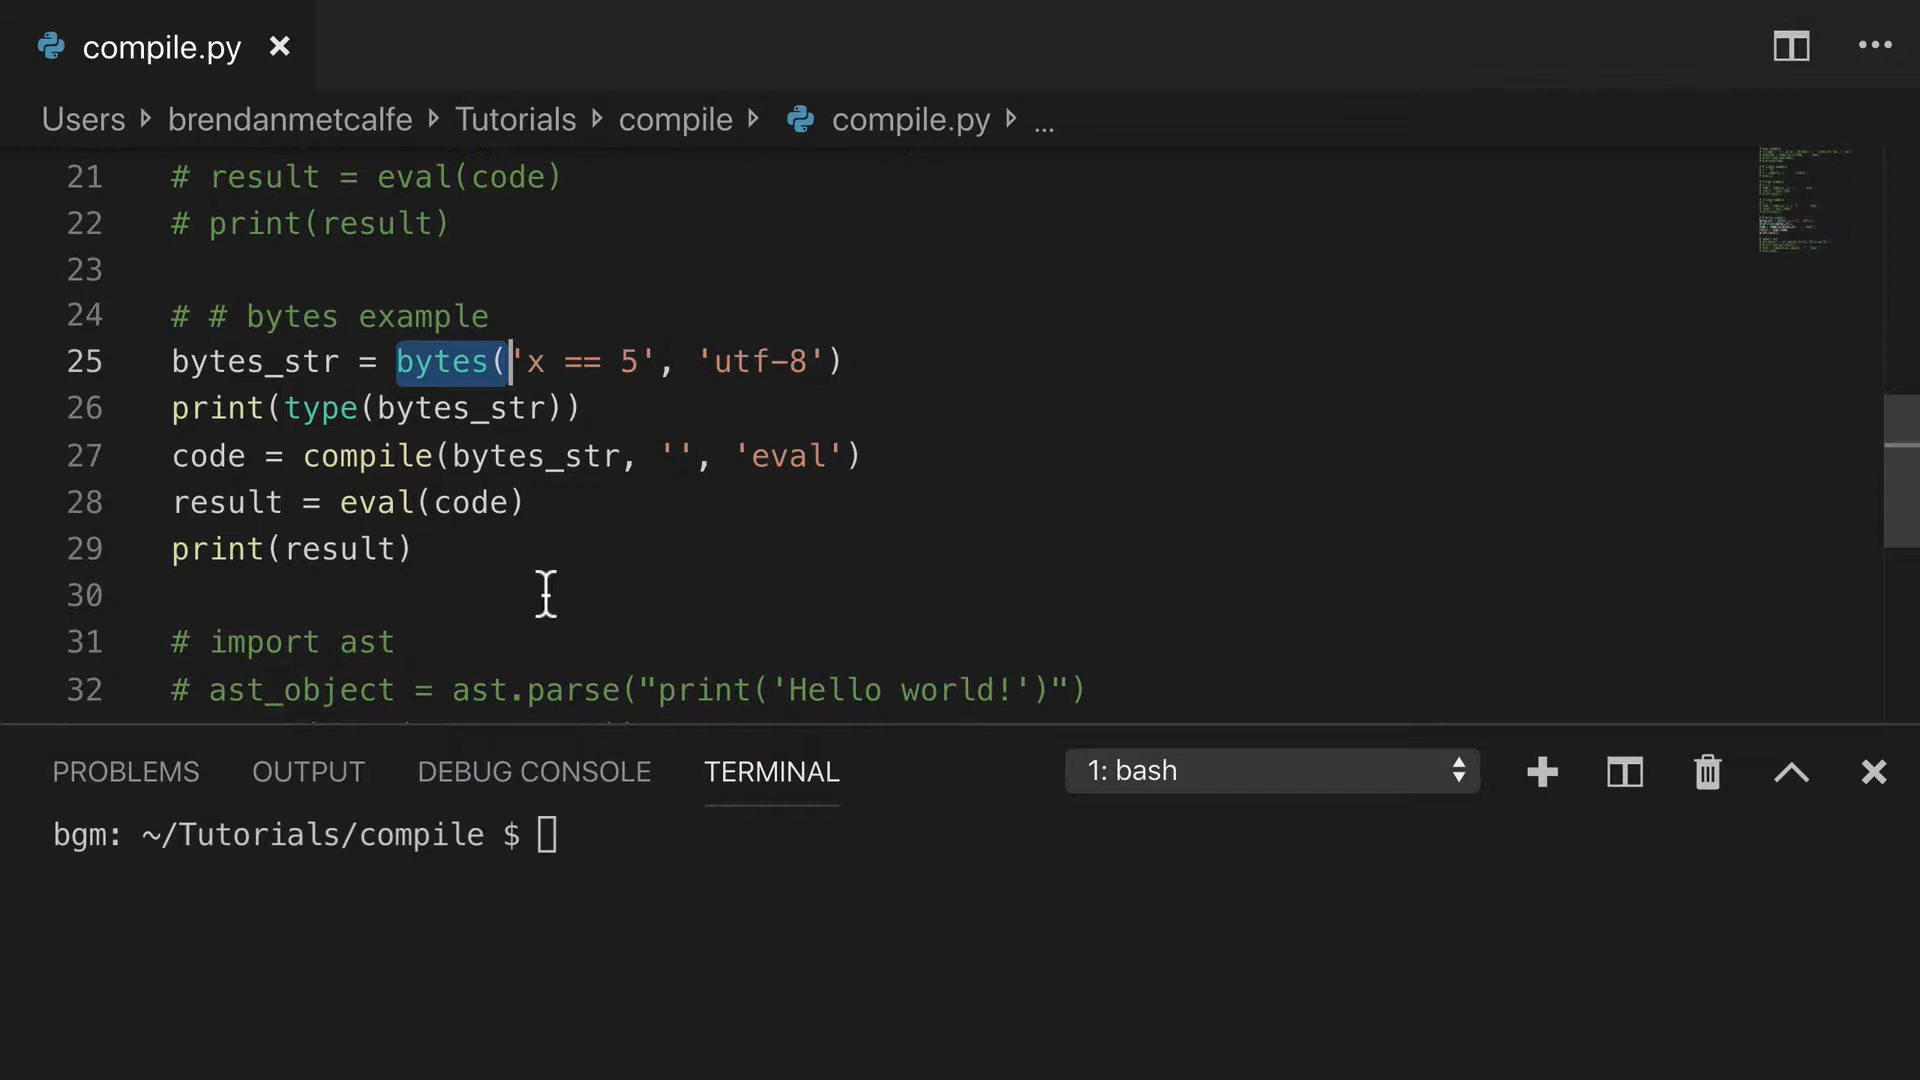 compile.py
Users brendanmetcalfe Tutorials compile compile.py ...
21 # result = eval(code)
22 # print(result)
23
24 # # bytes example
25 bytes_str = bytes('x == 5', 'utf-8')
26 print(type(bytes_str))
27 code = compile(bytes_str, '', 'eval')
28 result = eval(code)
29 print(result)
30
31 # import ast
32 # ast_object = ast.parse("print('Hello world!')")
PROBLEMS OUTPUT DEBUG CONSOLE TERMINAL 1: bash
bgm: ~/Tutorials/compile $